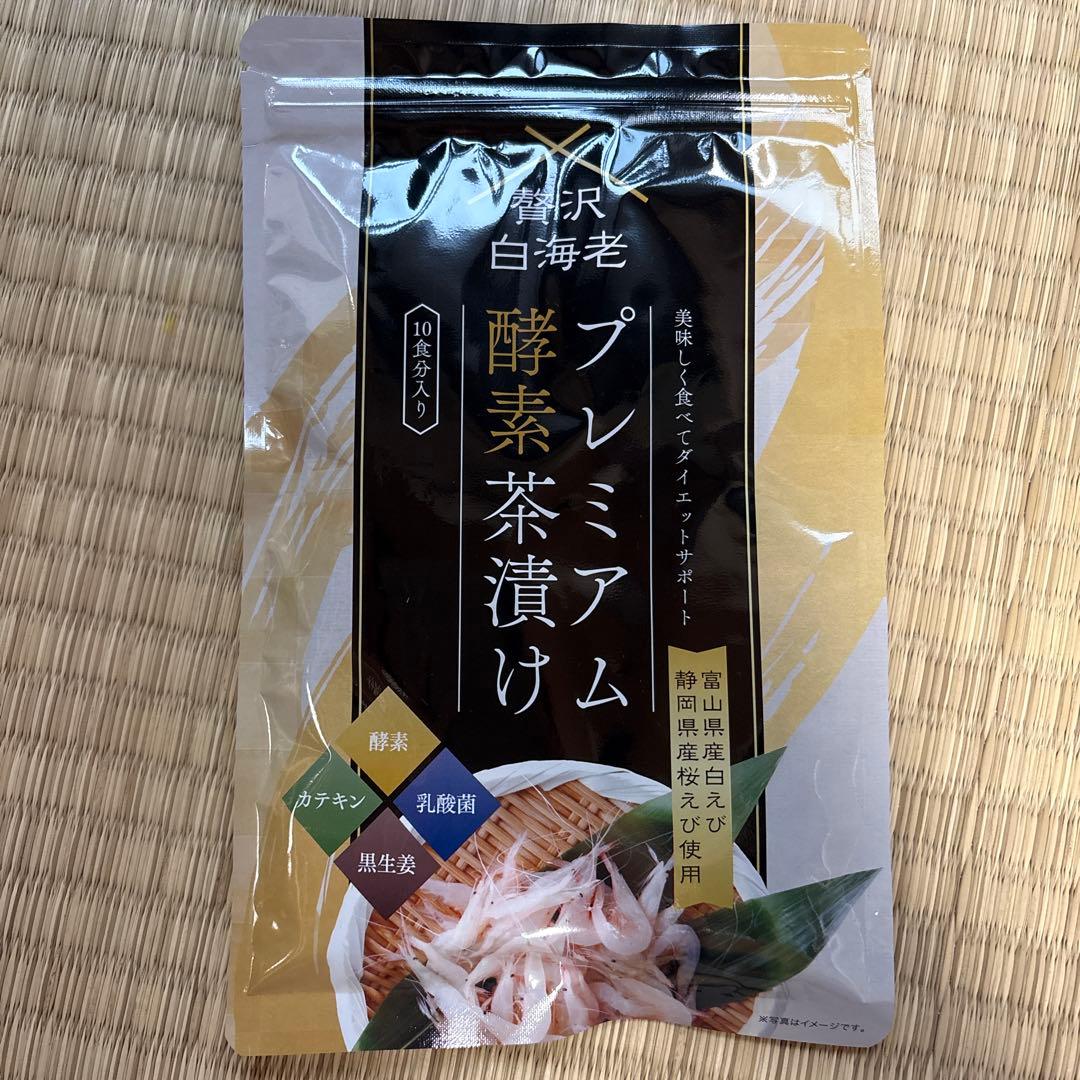 贅沢
白海老
美味しく食べてダイエットサポート
プレミアム
酵素茶漬け
10食分入り
富山県産白えび
静岡県産桜えび使用
酵素
カテキン
乳酸菌
黒生姜
※写真はイメージです。